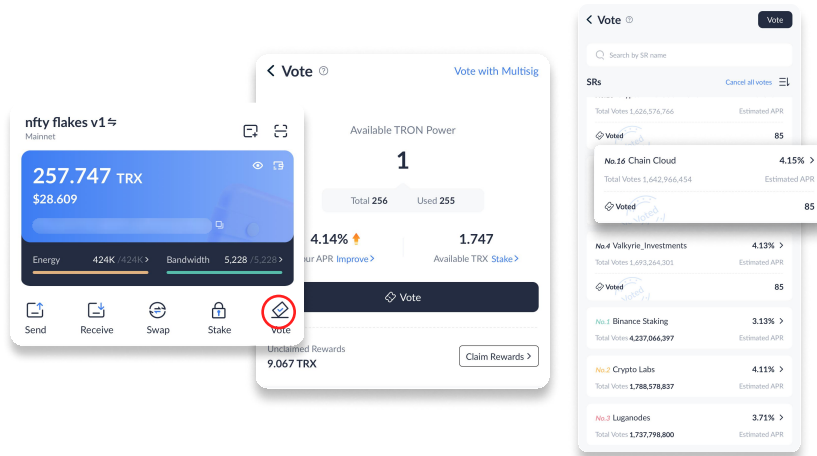 nfty flakes v1
Mainnet
257.747 TRX
$28.609
Energy 424K /424K > Bandwidth 5,228 /5,228 >
Send Receive Swap Stake Vote
Vote
Vote with Multisig
Available TRON Power
1
Total 256 Used 255
4.14% 1.747
ur APR Improve > Available TRX Stake >
Vote
Unclaimed Rewards
9.067 TRX
Claim Rewards >
Vote
Vote
Search by SR name
SRs Cancel all votes
Total Votes 1,626,576,766 Estimated APR
Voted 85
No.16 Chain Cloud 4.15% >
Total Votes 1,642,966,454 Estimated APR
Voted 85
No.4 Valkyrie_Investments 4.13% >
Total Votes 1,693,264,301 Estimated APR
Voted 85
No.1 Binance Staking 3.13% >
Total Votes 4,237,066,397 Estimated APR
No.2 Crypto Labs 4.11% >
Total Votes 1,788,578,837 Estimated APR
No.3 Luganodes 3.71% >
Total Votes 1,737,798,800 Estimated APR